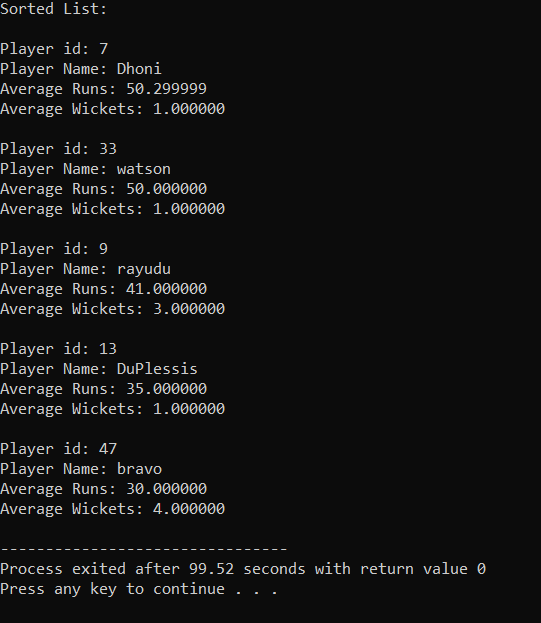 Sorted List:
Player id: 7
Player Name: Dhoni
Average Runs: 50.299999
Average Wickets: 1.000000
Player id: 33
Player Name: watson
Average Runs: 50.000000
Average Wickets: 1.000000
Player id: 9
Player Name: rayudu
Average Runs: 41.000000
Average Wickets: 3.000000
Player id: 13
Player Name: DuPlessis
Average Runs: 35.000000
Average Wickets: 1.000000
Player id: 47
Player Name: bravo
Average Runs: 30.000000
Average Wickets: 4.000000
--------------------------------
Process exited after 99.52 seconds with return value 0
Press any key to continue . . .